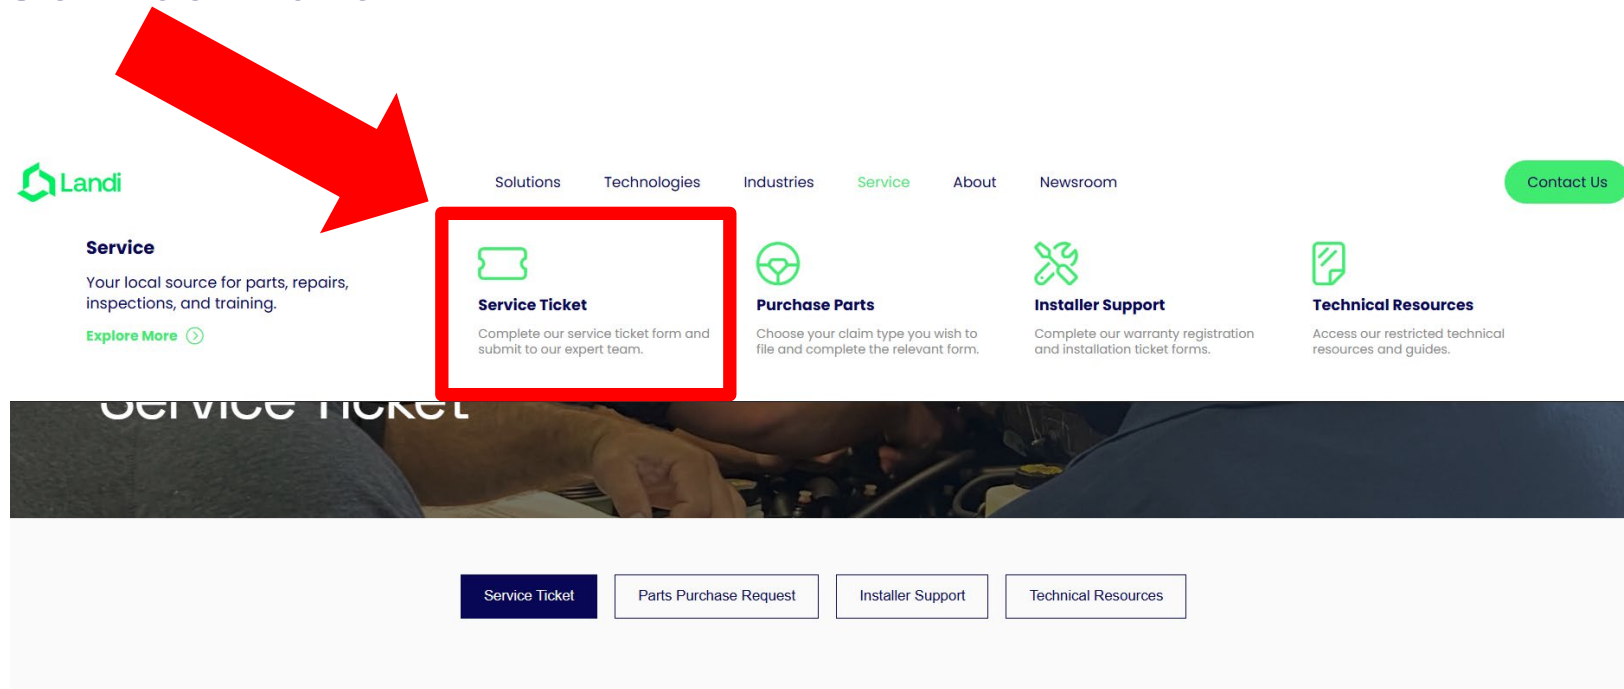 Landi
Solutions
Technologies
Industries
Service
About
Newsroom
Contact Us
Service
Your local source for parts, repairs,
inspections, and training.
Explore More
Service Ticket
Complete our service ticket form and
submit to our expert team.
Purchase Parts
Choose your claim type you wish to
file and complete the relevant form.
Installer Support
Complete our warranty registration
and installation ticket forms.
Technical Resources
Access our restricted technical
resources and guides.
Service Ticket
Service Ticket
Parts Purchase Request
Installer Support
Technical Resources